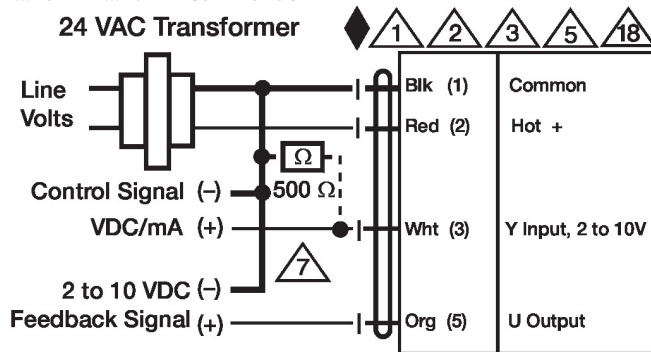 24 VAC Transformer
1 2 3 5 18
Line
Volts
Blk (1) Common
Red (2) Hot +
Ω
500 Ω
Control Signal (-)
VDC/mA (+)
Wht (3) Y Input, 2 to 10V
7
2 to 10 VDC (-)
Feedback Signal (+)
Org (5) U Output